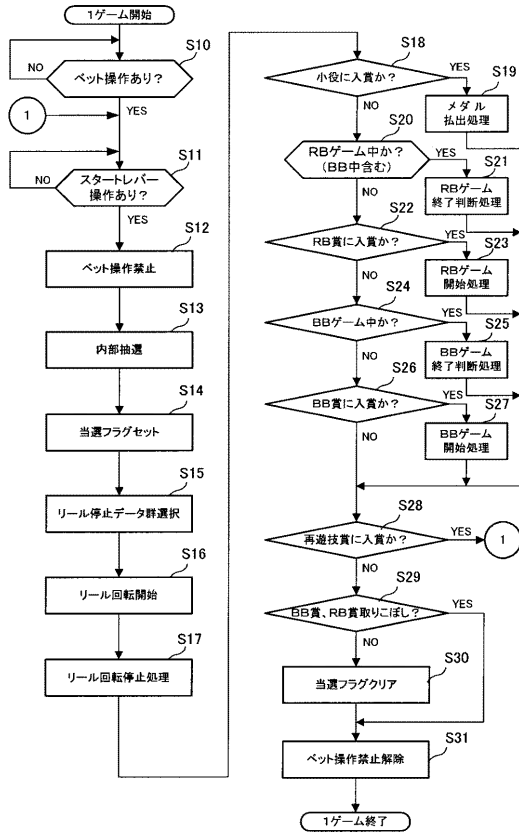 1ゲーム開始
S10
ベット操作あり?
NO
YES
1
S11
スタートレバー
操作あり?
NO
YES
S12
ベット操作禁止
S13
内部抽選
S14
当選フラグセット
S15
リール停止データ群選択
S16
リール回転開始
S17
リール回転停止処理
S18
小役に入賞か?
YES
NO
S19
メダル
払出処理
S20
RBゲーム中か?
(BB中含む)
YES
NO
S21
RBゲーム
終了判断処理
S22
RB賞に入賞か?
YES
NO
S23
RBゲーム
開始処理
S24
BBゲーム中か?
YES
NO
S25
BBゲーム
終了判断処理
S26
BB賞に入賞か?
YES
NO
S27
BBゲーム
開始処理
S28
再遊技賞に入賞か?
YES
1
NO
S29
BB賞、RB賞取りこぼし?
YES
NO
S30
当選フラグクリア
S31
ベット操作禁止解除
1ゲーム終了